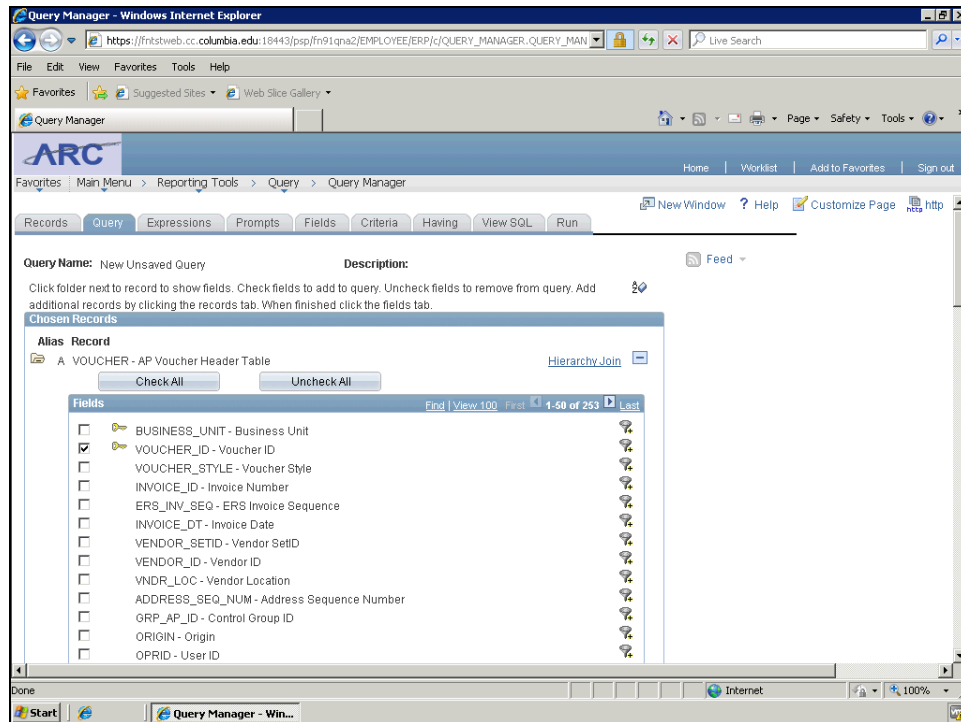 Query Manager - Windows Internet Explorer
https://fntstweb.cc.columbia.edu:18443/psp/fn91qna2/EMPLOYEE/ERP/c/QUERY_MANAGER.QUERY_MAN
Live Search
File Edit View Favorites Tools Help
Favorites Suggested Sites Web Slice Gallery
Query Manager Page Safety Tools
ARC
Home | Worklist | Add to Favorites | Sign out
Favorites Main Menu > Reporting Tools > Query > Query Manager
New Window ? Help Customize Page http
Records Query Expressions Prompts Fields Criteria Having View SQL Run
Query Name: New Unsaved Query Description: Feed
Click folder next to record to show fields. Check fields to add to query. Uncheck fields to remove from query. Add
additional records by clicking the records tab. When finished click the fields tab.
Chosen Records
Alias Record
A VOUCHER - AP Voucher Header Table Hierarchy Join
Check All Uncheck All
Fields Find | View 100 First 1-50 of 253 Last
BUSINESS_UNIT - Business Unit
VOUCHER_ID - Voucher ID
VOUCHER_STYLE - Voucher Style
INVOICE_ID - Invoice Number
ERS_INV_SEQ - ERS Invoice Sequence
INVOICE_DT - Invoice Date
VENDOR_SETID - Vendor SetID
VENDOR_ID - Vendor ID
VNDR_LOC - Vendor Location
ADDRESS_SEQ_NUM - Address Sequence Number
GRP_AP_ID - Control Group ID
ORIGIN - Origin
OPRID - User ID
Done Internet 100%
Start Query Manager - Win...